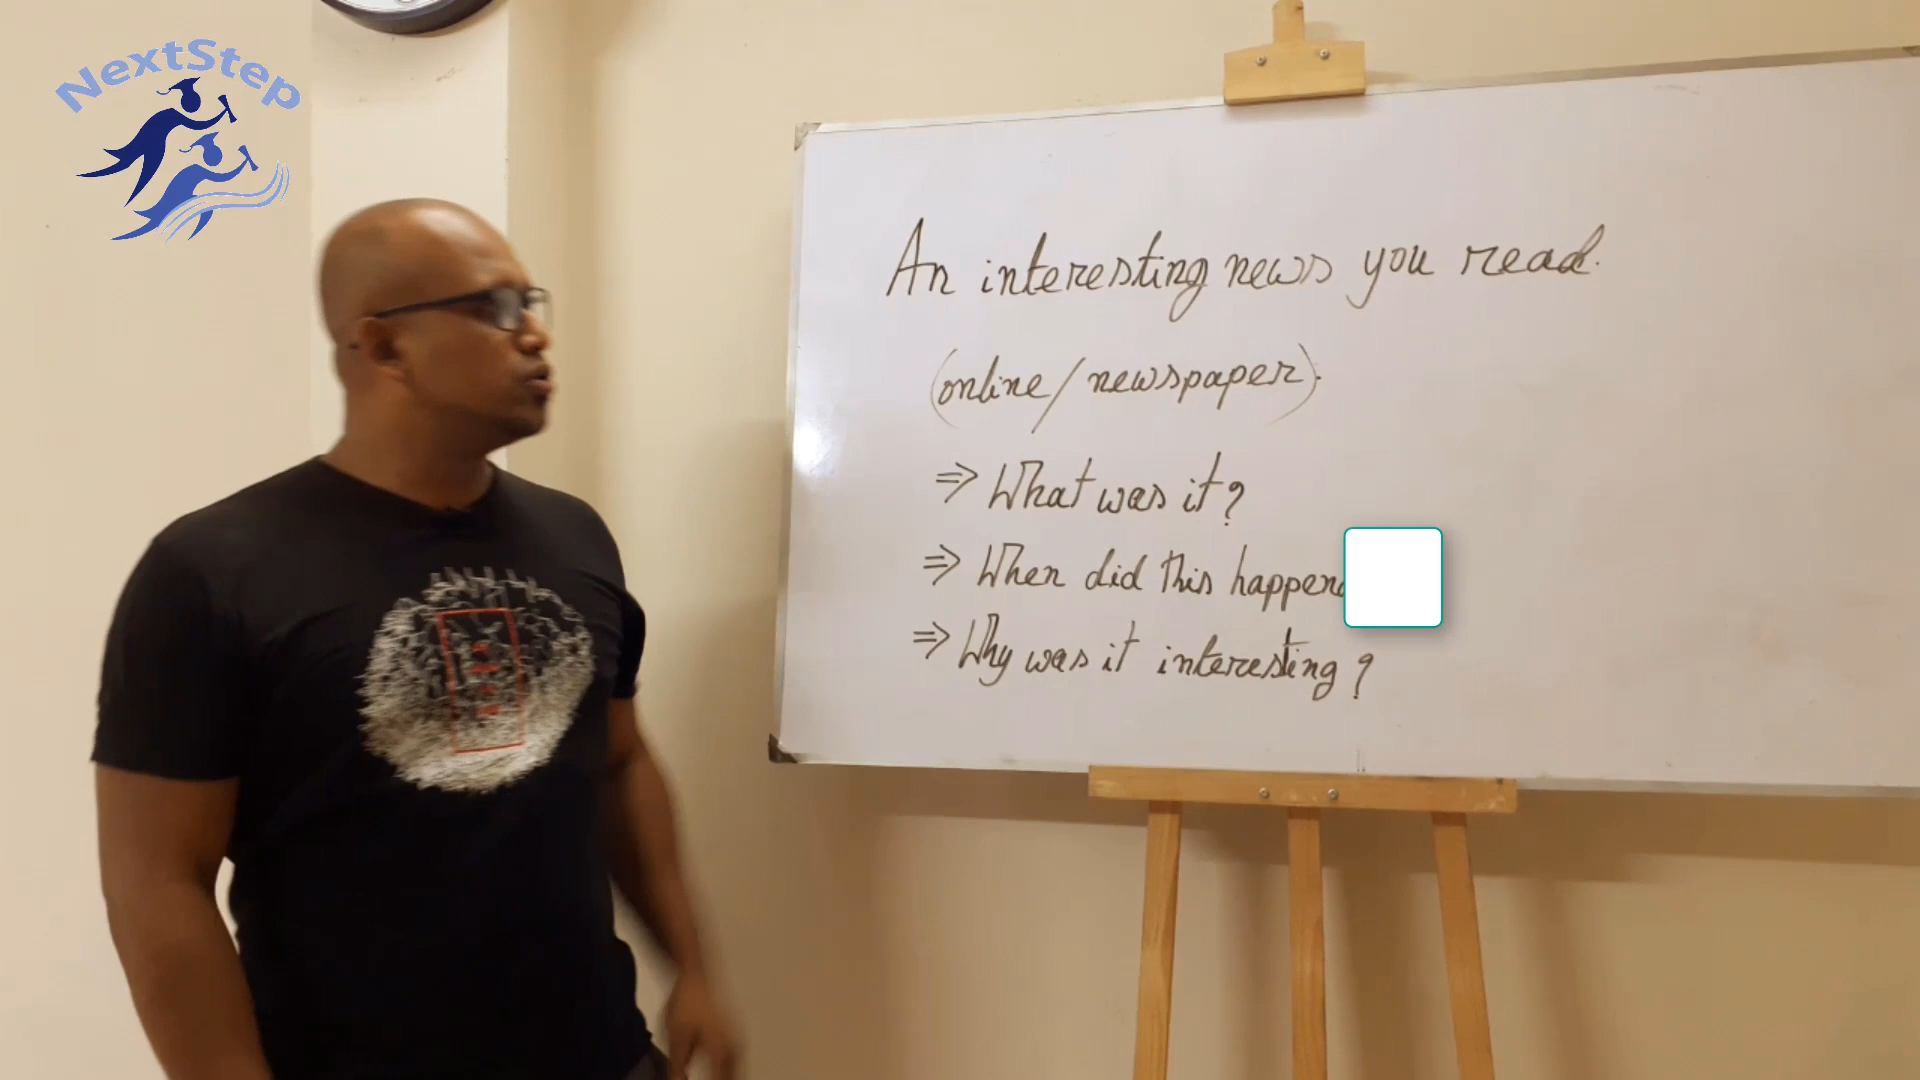 NextStep
An interesting news you read.
(online/newspaper).
⇒ What was it?
⇒ When did this happen
⇒ Why was it interesting?